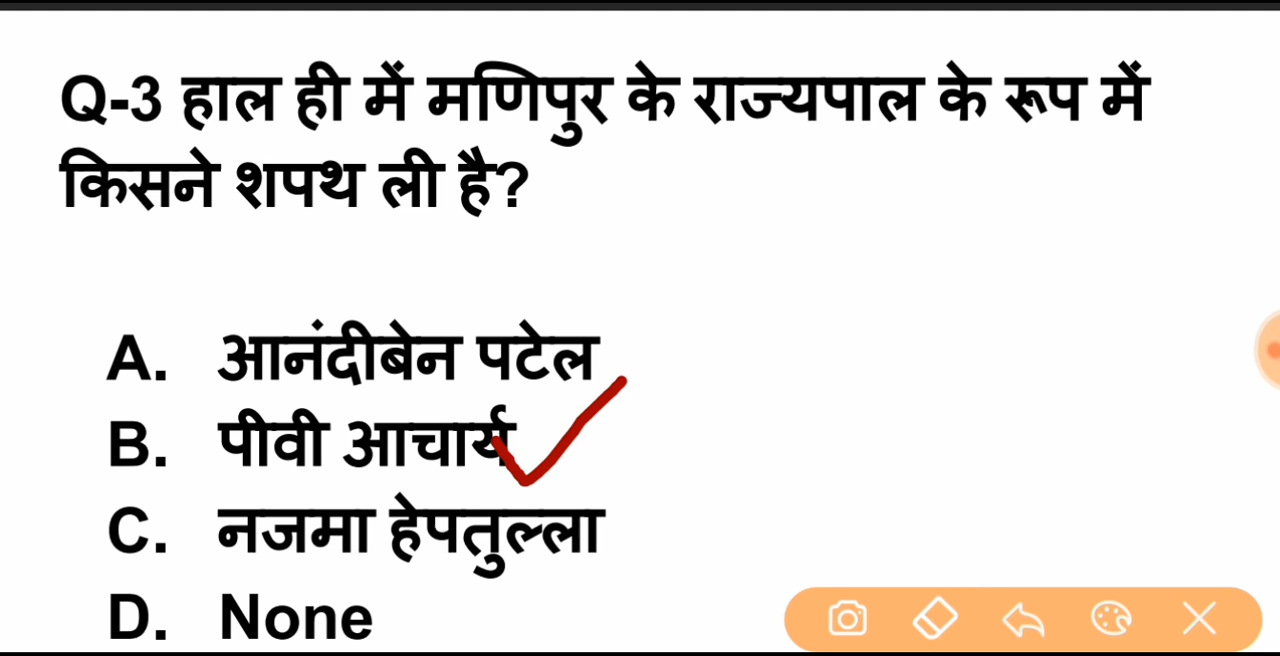 Q-3 हाल ही में मणिपुर के राज्यपाल के रूप में
किसने शपथ ली है?
A. आनंदीबेन पटेल
B. पीवी आचार्य
C. नजमा हेपतुल्ला
D. None